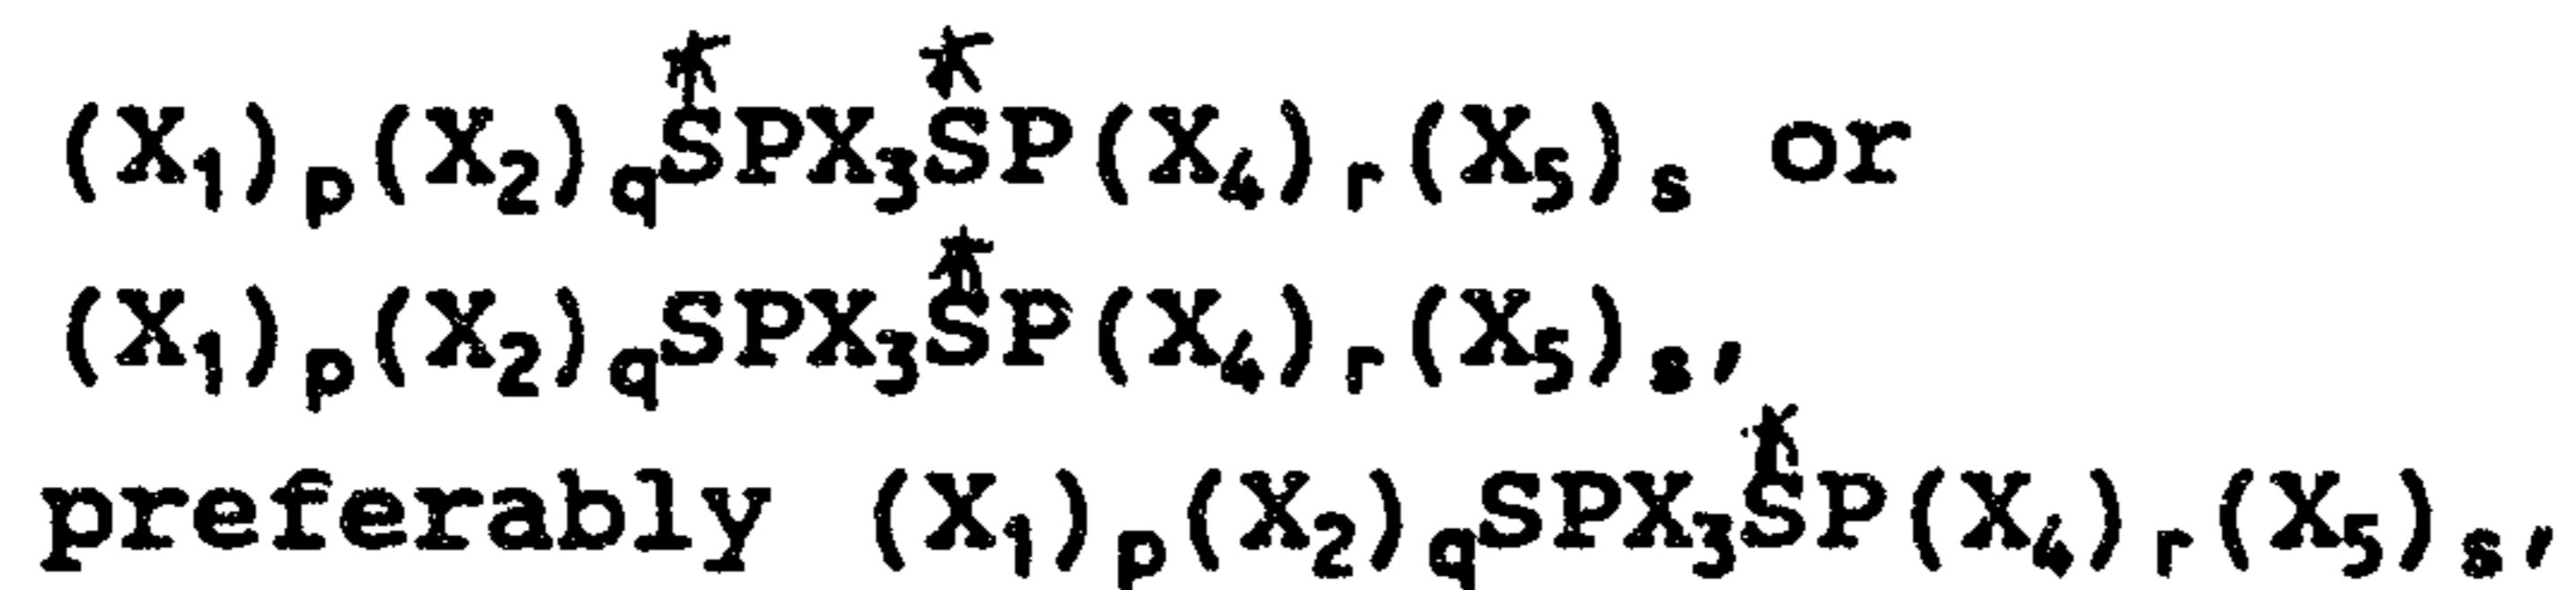 (X₁)ₚ(X₂)qS*PX₃S*P(X₄)ᵣ(X₅)ₛ or
(X₁)ₚ(X₂)qSPX₃S*P(X₄)ᵣ(X₅)ₛ,
preferably (X₁)ₚ(X₂)qSPX₃S*P(X₄)ᵣ(X₅)ₛ,